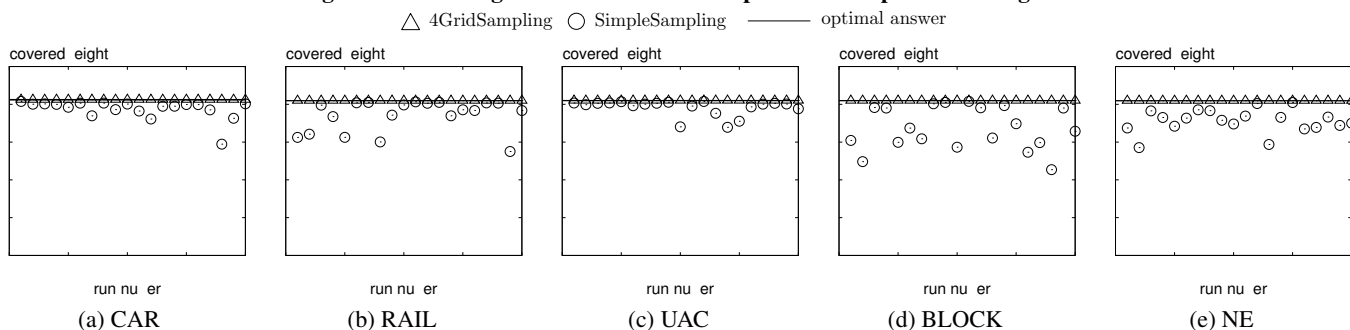 △ 4GridSampling ○ SimpleSampling — optimal answer
covered eight covered eight covered eight covered eight covered eight
run nu er run nu er run nu er run nu er run nu er
(a) CAR (b) RAIL (c) UAC (d) BLOCK (e) NE